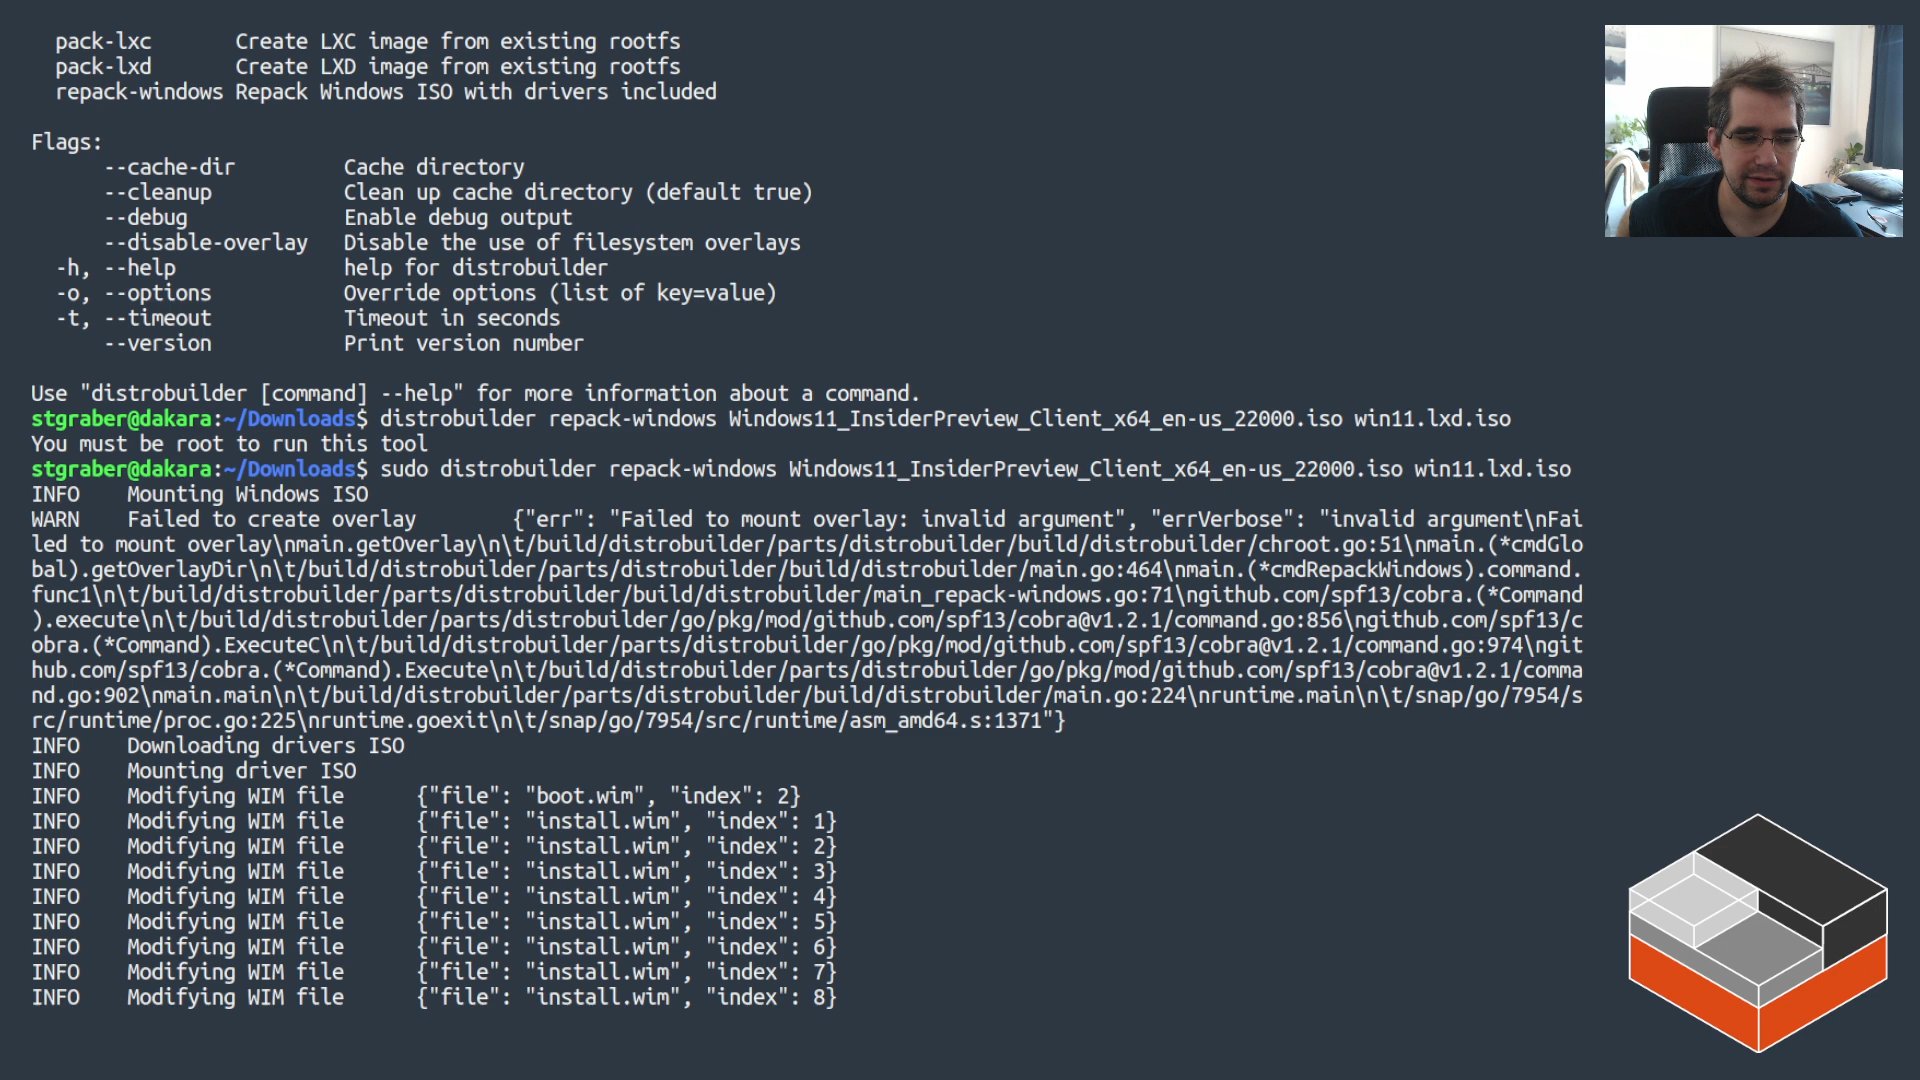 pack-lxc       Create LXC image from existing rootfs
pack-lxd       Create LXD image from existing rootfs
repack-windows Repack Windows ISO with drivers included
Flags:
--cache-dir         Cache directory
--cleanup           Clean up cache directory (default true)
--debug             Enable debug output
--disable-overlay   Disable the use of filesystem overlays
-h, --help              help for distrobuilder
-o, --options           Override options (list of key=value)
-t, --timeout           Timeout in seconds
--version           Print version number
Use "distrobuilder [command] --help" for more information about a command.
stgraber@dakara:~/Downloads$ distrobuilder repack-windows Windows11_InsiderPreview_Client_x64_en-us_22000.iso win11.lxd.iso
You must be root to run this tool
stgraber@dakara:~/Downloads$ sudo distrobuilder repack-windows Windows11_InsiderPreview_Client_x64_en-us_22000.iso win11.lxd.iso
INFO    Mounting Windows ISO
WARN    Failed to create overlay        {"err": "Failed to mount overlay: invalid argument", "errVerbose": "invalid argument\nFai
led to mount overlay\nmain.getOverlay\n\t/build/distrobuilder/parts/distrobuilder/build/distrobuilder/chroot.go:51\nmain.(*cmdGlo
bal).getOverlayDir\n\t/build/distrobuilder/parts/distrobuilder/build/distrobuilder/main.go:464\nmain.(*cmdRepackWindows).command.
func1\n\t/build/distrobuilder/parts/distrobuilder/build/distrobuilder/main_repack-windows.go:71\ngithub.com/spf13/cobra.(*Command
).execute\n\t/build/distrobuilder/parts/distrobuilder/go/pkg/mod/github.com/spf13/cobra@v1.2.1/command.go:856\ngithub.com/spf13/c
obra.(*Command).ExecuteC\n\t/build/distrobuilder/parts/distrobuilder/go/pkg/mod/github.com/spf13/cobra@v1.2.1/command.go:974\ngit
hub.com/spf13/cobra.(*Command).Execute\n\t/build/distrobuilder/parts/distrobuilder/go/pkg/mod/github.com/spf13/cobra@v1.2.1/comma
nd.go:902\nmain.main\n\t/build/distrobuilder/parts/distrobuilder/build/distrobuilder/main.go:224\nruntime.main\n\t/snap/go/7954/s
rc/runtime/proc.go:225\nruntime.goexit\n\t/snap/go/7954/src/runtime/asm_amd64.s:1371"}
INFO    Downloading drivers ISO
INFO    Mounting driver ISO
INFO    Modifying WIM file      {"file": "boot.wim", "index": 2}
INFO    Modifying WIM file      {"file": "install.wim", "index": 1}
INFO    Modifying WIM file      {"file": "install.wim", "index": 2}
INFO    Modifying WIM file      {"file": "install.wim", "index": 3}
INFO    Modifying WIM file      {"file": "install.wim", "index": 4}
INFO    Modifying WIM file      {"file": "install.wim", "index": 5}
INFO    Modifying WIM file      {"file": "install.wim", "index": 6}
INFO    Modifying WIM file      {"file": "install.wim", "index": 7}
INFO    Modifying WIM file      {"file": "install.wim", "index": 8}